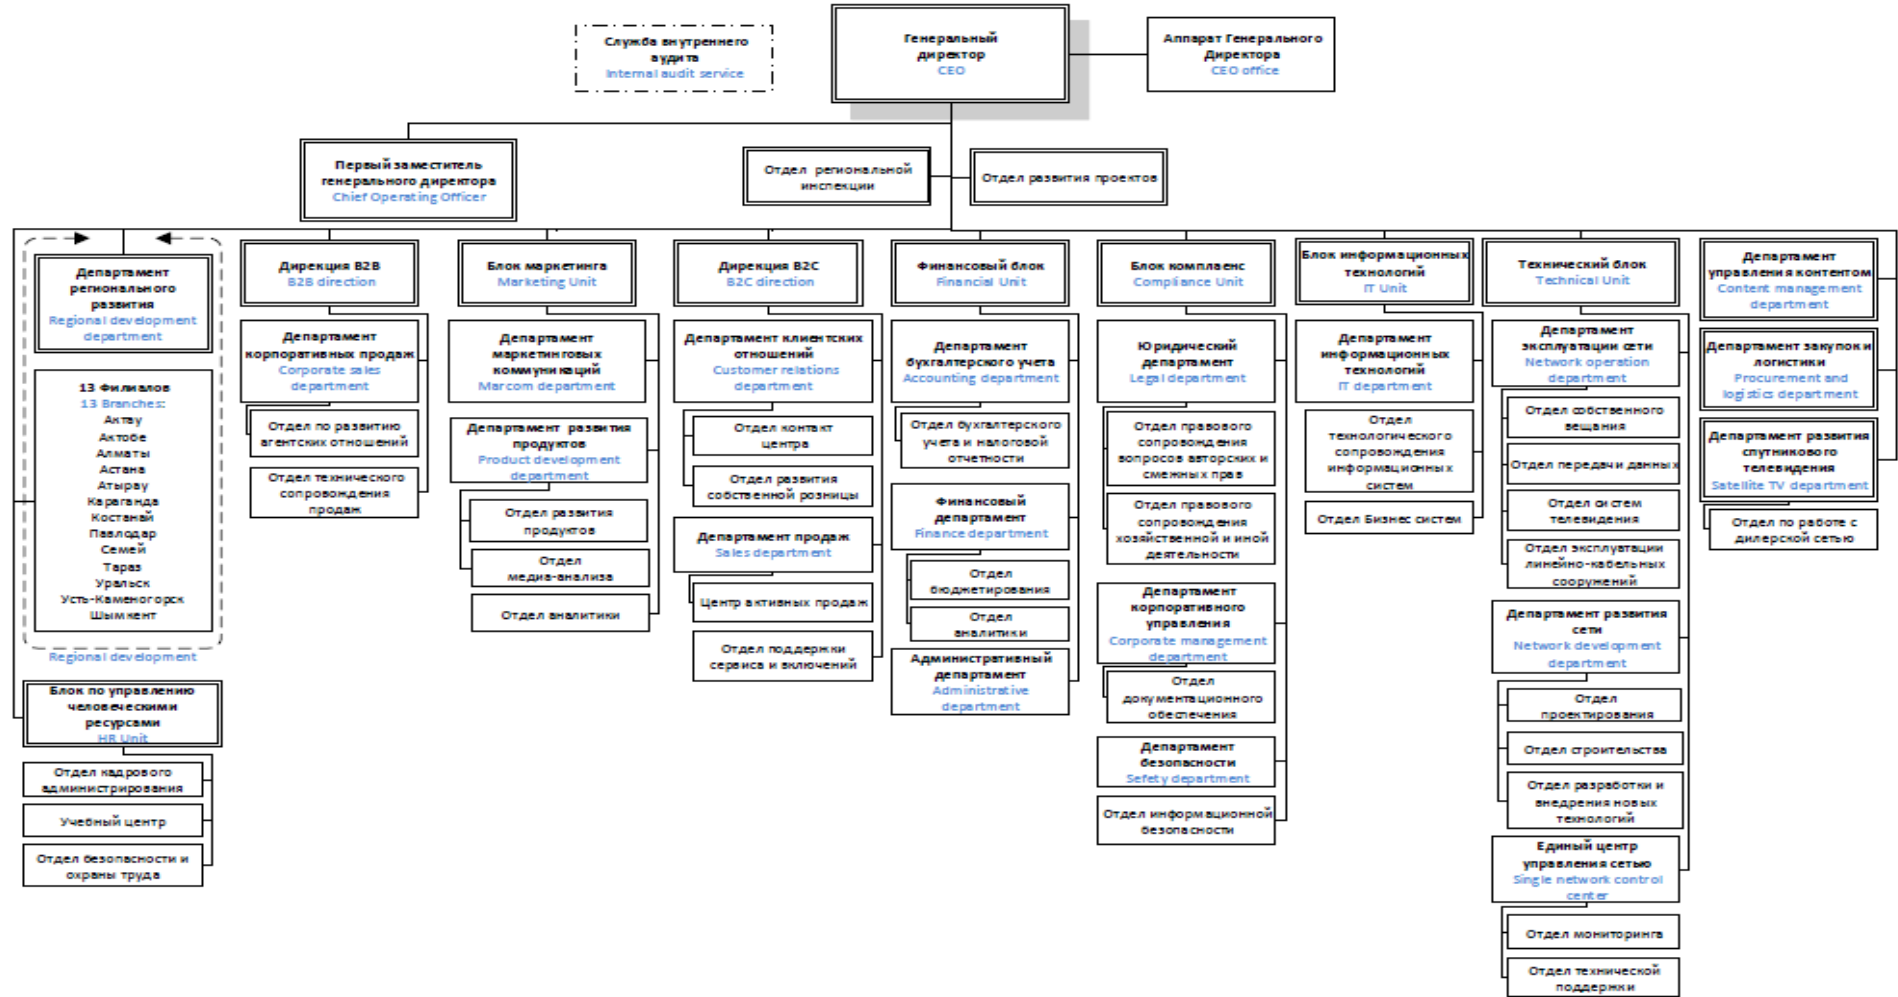 Служба внутреннего
аудита
Internal audit service
Генеральный
директор
CEO
Аппарат Генерального
Директора
CEO office
Первый заместитель
генерального директора
Chief Operating Officer
Отдел региональной
инспекции
Отдел развития проектов
Департамент
регионального
развития
Regional development
department
13 Филиалов
13 Branches:
Актау
Актобе
Алматы
Астана
Атырау
Караганда
Костанай
Павлодар
Семей
Тараз
Уральск
Усть-Каменогорск
Шымкент
Regional development
Блок по управлению
человеческими
ресурсами
HR Unit
Отдел кадрового
администрирования
Учебный центр
Отдел безопасности и
охраны труда
Дирекция B2B
B2B direction
Департамент
корпоративных продаж
Corporate sales
department
Отдел по развитию
агентских отношений
Отдел технического
сопровождения
продаж
Блок маркетинга
Marketing Unit
Департамент
маркетинговых
коммуникаций
Marcom department
Департамент развития
продуктов
Product development
department
Отдел развития
продуктов
Отдел
медиа-анализа
Отдел аналитики
Дирекция B2C
B2C direction
Департамент клиентских
отношений
Customer relations
department
Отдел контакт
центра
Отдел развития
собственной розницы
Департамент продаж
Sales department
Центр активных продаж
Отдел поддержки
сервиса и включений
Финансовый блок
Financial Unit
Департамент
бухгалтерского учета
Accounting department
Отдел бухгалтерского
учета и налоговой
отчетности
Финансовый
департамент
Finance department
Отдел
бюджетирования
Отдел
аналитики
Административный
департамент
Administrative
department
Блок комплаенс
Compliance Unit
Юридический
департамент
Legal department
Отдел правового
сопровождения
вопросов авторских и
смежных прав
Отдел правового
сопровождения
хозяйственной и иной
деятельности
Департамент
корпоративного
управления
Corporate management
department
Отдел
документационного
обеспечения
Департамент
безопасности
Sefety department
Отдел информационной
безопасности
Блок информационных
технологий
IT Unit
Департамент
информационных
технологий
IT department
Отдел
технологического
сопровождения
информационных
систем
Отдел Бизнес систем
Технический блок
Technical Unit
Департамент
эксплуатации сети
Network operation
department
Отдел собственного
вещания
Отдел передачи данных
Отдел систем
телевидения
Отдел эксплуатации
линейно-кабельных
сооружений
Департамент развития
сети
Network development
department
Отдел
проектирования
Отдел строительства
Отдел разработки и
внедрения новых
технологий
Единый центр
управления сетью
Single network control
center
Отдел мониторинга
Отдел технической
поддержки
Департамент
управления контентом
Content management
department
Департамент закупок и
логистики
Procurement and
logistics department
Департамент развития
спутникового
телевидения
Satellite TV department
Отдел по работе с
дилерской сетью